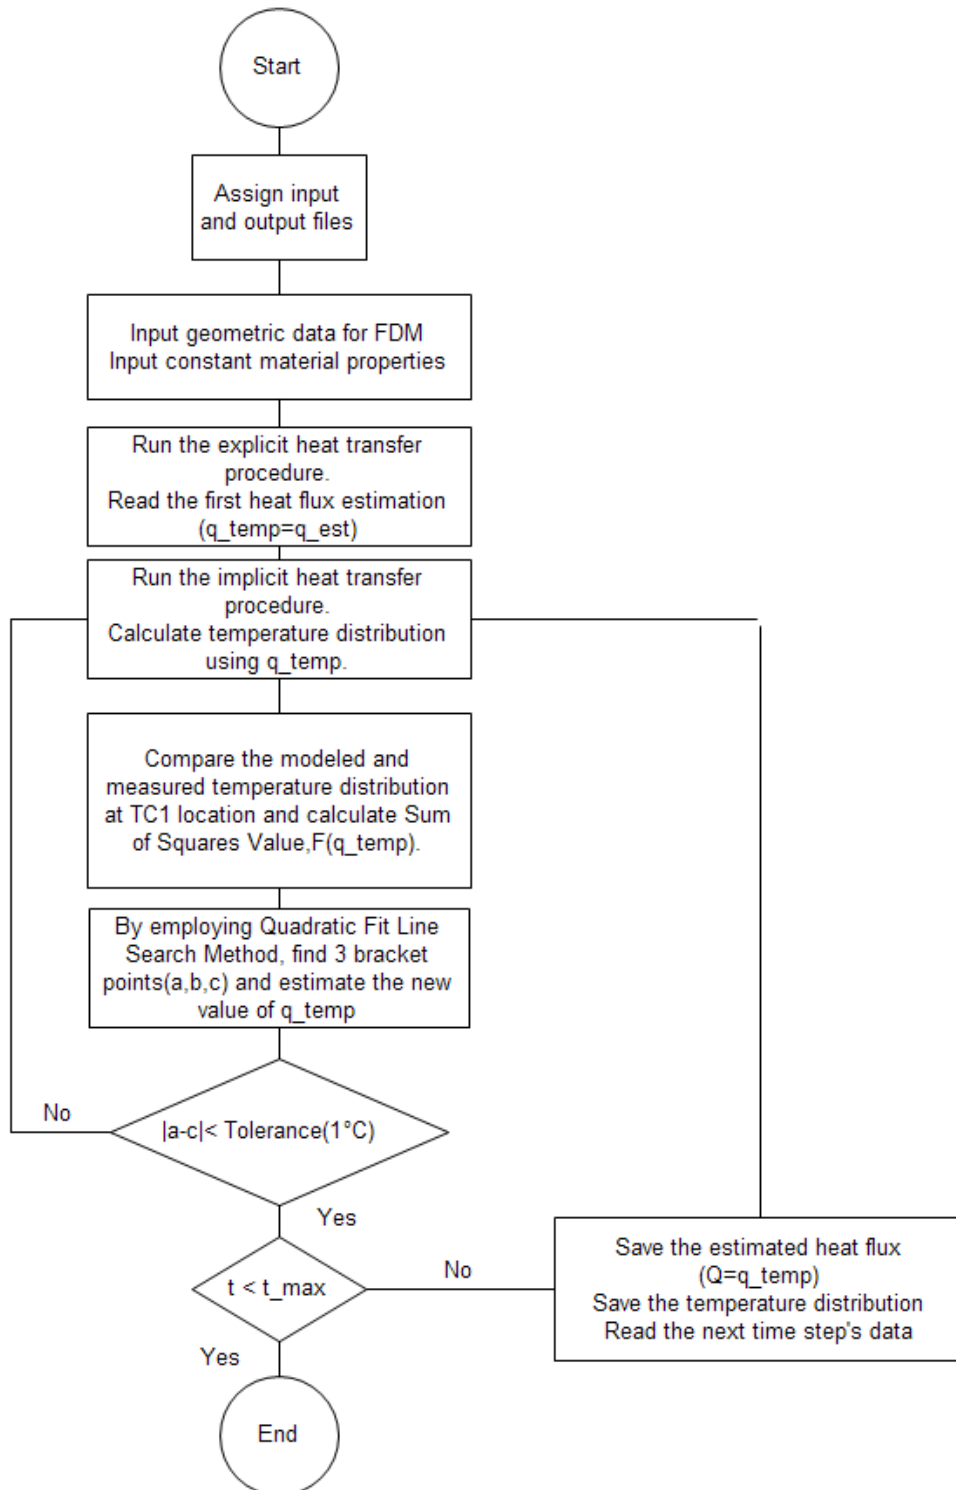 Start
Assign input
and output files
Input geometric data for FDM
Input constant material properties
Run the explicit heat transfer
procedure.
Read the first heat flux estimation
(q_temp=q_est)
Run the implicit heat transfer
procedure.
Calculate temperature distribution
using q_temp.
Compare the modeled and
measured temperature distribution
at TC1 location and calculate Sum
of Squares Value,F(q_temp).
By employing Quadratic Fit Line
Search Method, find 3 bracket
points(a,b,c) and estimate the new
value of q_temp
No
|a-c|< Tolerance(1°C)
Yes
t < t_max
No
Save the estimated heat flux
(Q=q_temp)
Save the temperature distribution
Read the next time step's data
Yes
End